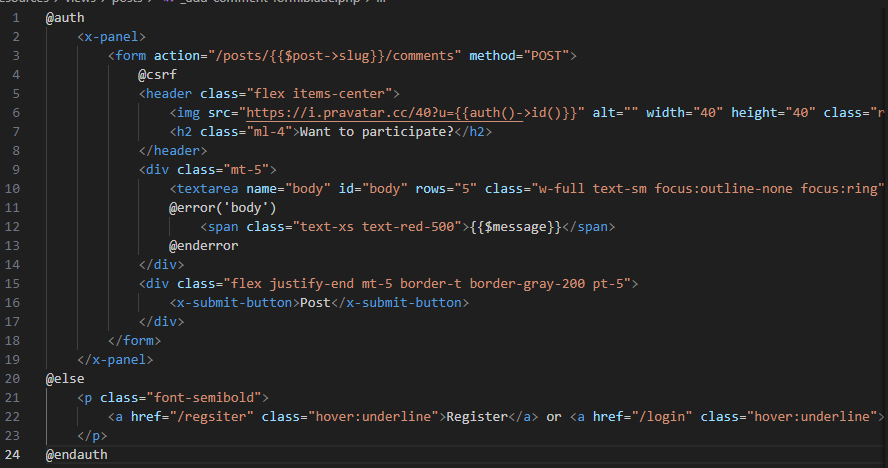 views posts _add-comment-form.blade.php ...
1 @auth
2 <x-panel>
3 <form action="/posts/{{$post->slug}}/comments" method="POST">
4 @csrf
5 <header class="flex items-center">
6 <img src="https://i.pravatar.cc/40?u={{auth()->id()}}" alt="" width="40" height="40" class="r
7 <h2 class="ml-4">Want to participate?</h2>
8 </header>
9 <div class="mt-5">
10 <textarea name="body" id="body" rows="5" class="w-full text-sm focus:outline-none focus:ring"
11 @error('body')
12 <span class="text-xs text-red-500">{{$message}}</span>
13 @enderror
14 </div>
15 <div class="flex justify-end mt-5 border-t border-gray-200 pt-5">
16 <x-submit-button>Post</x-submit-button>
17 </div>
18 </form>
19 </x-panel>
20 @else
21 <p class="font-semibold">
22 <a href="/regsiter" class="hover:underline">Register</a> or <a href="/login" class="hover:underline">
23 </p>
24 @endauth